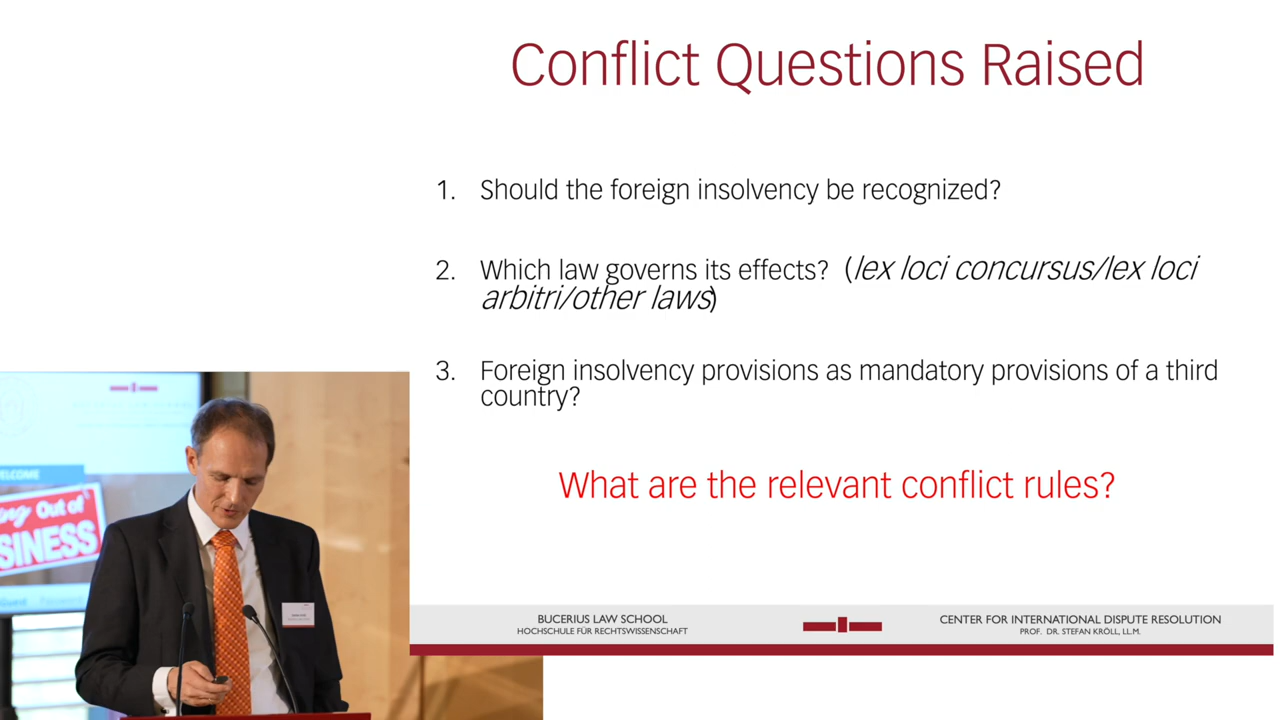 Conflict Questions Raised
1. Should the foreign insolvency be recognized?
2. Which law governs its effects? (lex loci concursus/lex loci
arbitri/other laws)
3. Foreign insolvency provisions as mandatory provisions of a third
country?
What are the relevant conflict rules?
Out of
BUCERIUS LAW SCHOOL
HOCHSCHULE FÜR RECHTSWISSENSCHAFT
CENTER FOR INTERNATIONAL DISPUTE RESOLUTION
PROF. DR. STEFAN KRÖLL, LL.M.